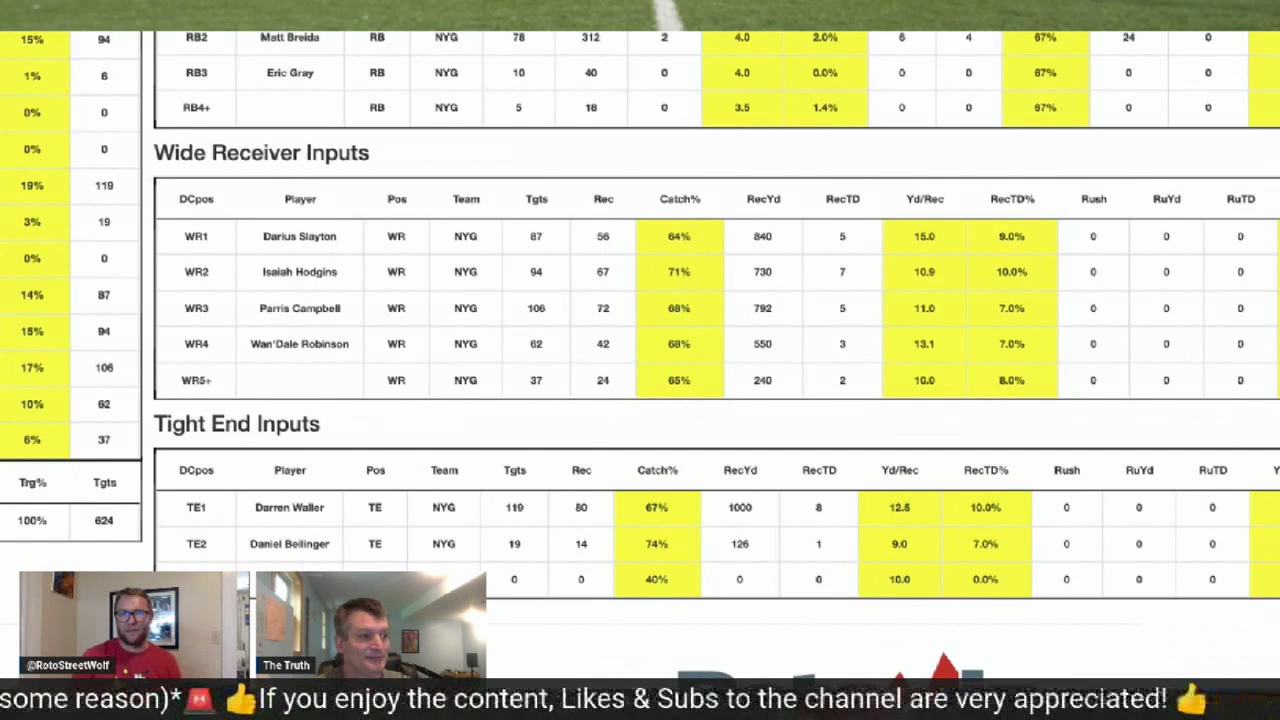 15% 94
1% 6
0% 0
0% 0
19% 119
3% 19
0% 0
14% 87
15% 94
17% 106
10% 62
6% 37
Trg% Tgts
100% 624
RB2 Matt Breida RB NYG 78 312 2 4.0 2.0% 6 4 67% 24 0
RB3 Eric Gray RB NYG 10 40 0 4.0 0.0% 0 0 67% 0 0
RB4+ RB NYG 5 18 0 3.5 1.4% 0 0 67% 0 0
Wide Receiver Inputs
DCpos Player Pos Team Tgts Rec Catch% RecYd RecTD Yd/Rec RecTD% Rush RuYd RuTD
WR1 Darius Slayton WR NYG 87 56 64% 840 5 15.0 9.0% 0 0 0
WR2 Isaiah Hodgins WR NYG 94 67 71% 730 7 10.9 10.0% 0 0 0
WR3 Parris Campbell WR NYG 106 72 68% 792 5 11.0 7.0% 0 0 0
WR4 Wan'Dale Robinson WR NYG 62 42 68% 550 3 13.1 7.0% 0 0 0
WR5+ WR NYG 37 24 65% 240 2 10.0 8.0% 0 0 0
Tight End Inputs
DCpos Player Pos Team Tgts Rec Catch% RecYd RecTD Yd/Rec RecTD% Rush RuYd RuTD Y
TE1 Darren Waller TE NYG 119 80 67% 1000 8 12.5 10.0% 0 0 0
TE2 Daniel Bellinger TE NYG 19 14 74% 126 1 9.0 7.0% 0 0 0
0 0 40% 0 0 10.0 0.0% 0 0 0
@RotoStreetWolf The Truth
some reason)*🚨 👍If you enjoy the content, Likes & Subs to the channel are very appreciated! 👍